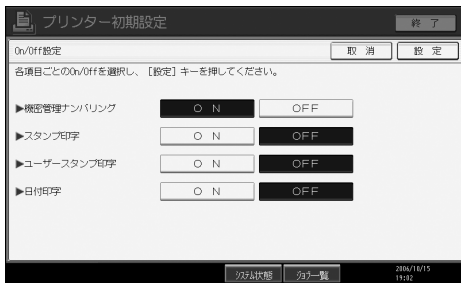 プリンター初期設定
終 了
On/Off設定
取 消
設 定
各項目ごとのOn/Offを選択し、［設定］キーを押してください。
▶機密管理ナンバリング
O N
OFF
▶スタンプ印字
O N
OFF
▶ユーザースタンプ印字
O N
OFF
▶日付印字
O N
OFF
システム状態
ジョブ一覧
2006/10/15
19:02